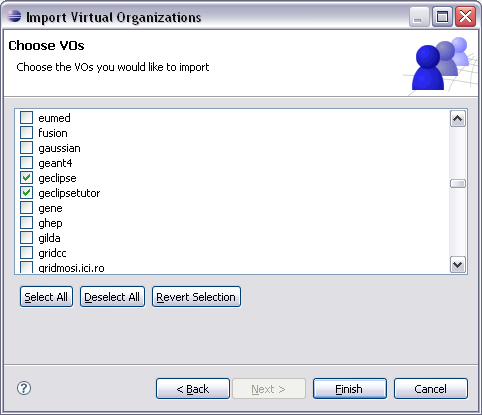 Import Virtual Organizations
Choose VOs
Choose the VOs you would like to import
eumed
fusion
gaussian
geant4
geclipse
geclipsetutor
gene
ghep
gilda
gridcc
gridmosi.ici.ro
Select All Deselect All Revert Selection
? < Back Next > Finish Cancel